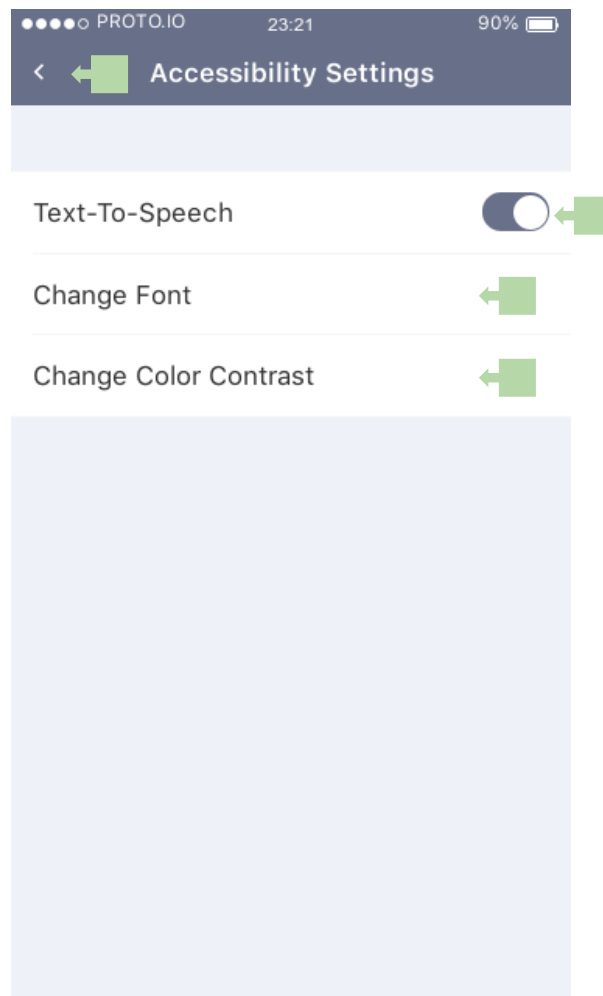 PROTO.IO 23:21 90%
< Accessibility Settings
Text-To-Speech
Change Font
Change Color Contrast